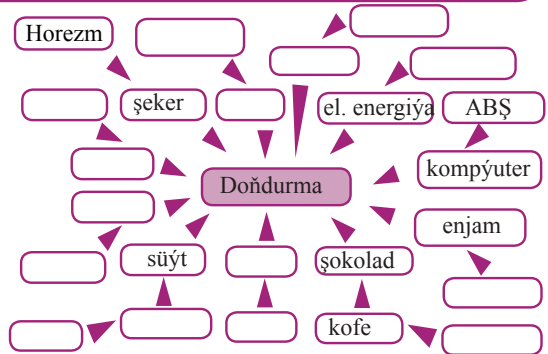 Horezm
şeker
el. energiýa
ABŞ
kompýuter
Doňdurma
enjam
süýt
şokolad
kofe